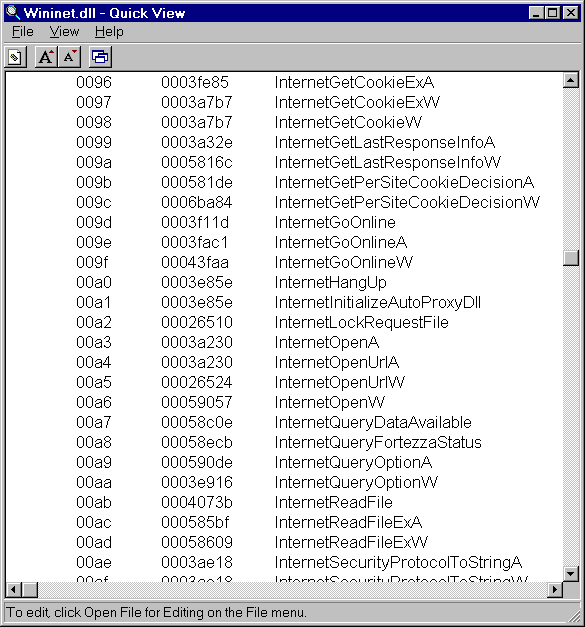 Wininet.dll - Quick View
File View Help
0096 0003fe85 InternetGetCookieExA
0097 0003a7b7 InternetGetCookieExW
0098 0003a7b7 InternetGetCookieW
0099 0003a32e InternetGetLastResponseInfoA
009a 0005816c InternetGetLastResponseInfoW
009b 000581de InternetGetPerSiteCookieDecisionA
009c 0006ba84 InternetGetPerSiteCookieDecisionW
009d 0003f11d InternetGoOnline
009e 0003fac1 InternetGoOnlineA
009f 00043faa InternetGoOnlineW
00a0 0003e85e InternetHangUp
00a1 0003e85e InternetInitializeAutoProxyDll
00a2 00026510 InternetLockRequestFile
00a3 0003a230 InternetOpenA
00a4 0003a230 InternetOpenUrlA
00a5 00026524 InternetOpenUrlW
00a6 00059057 InternetOpenW
00a7 00058c0e InternetQueryDataAvailable
00a8 00058ecb InternetQueryFortezzaStatus
00a9 000590de InternetQueryOptionA
00aa 0003e916 InternetQueryOptionW
00ab 0004073b InternetReadFile
00ac 000585bf InternetReadFileExA
00ad 00058609 InternetReadFileExW
00ae 0003ae18 InternetSecurityProtocolToStringA
00af 0003ae18 InternetSecurityProtocolToStringW
To edit, click Open File for Editing on the File menu.